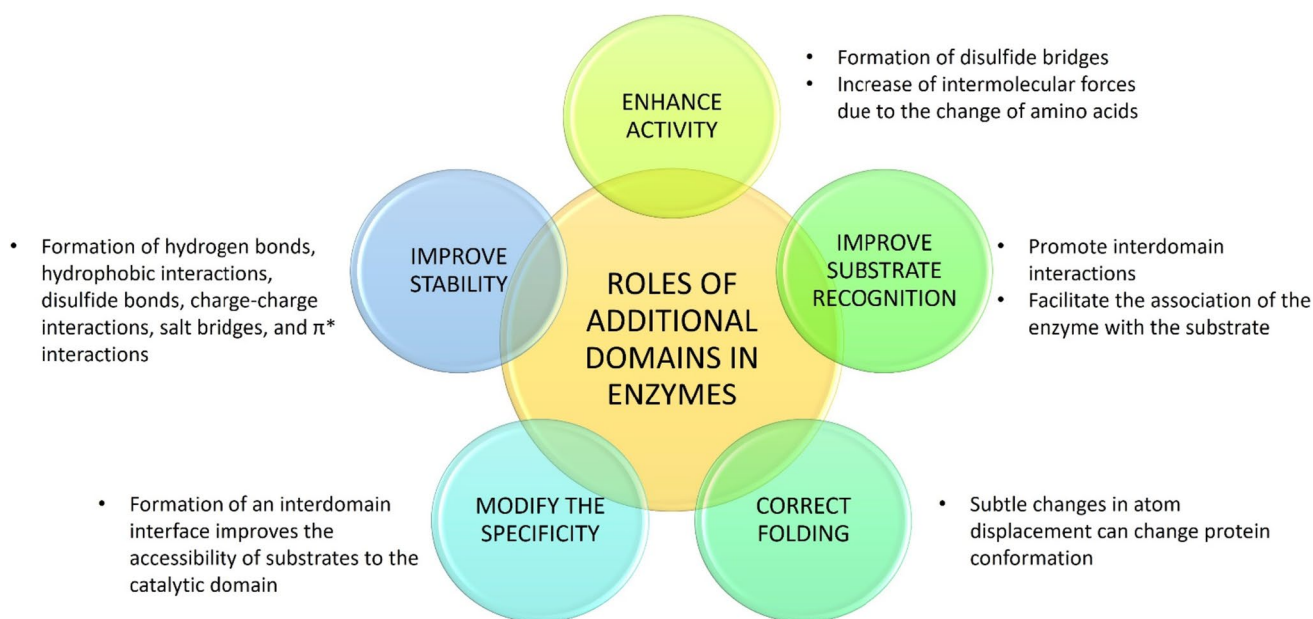 ENHANCE
ACTIVITY
• Formation of disulfide bridges
• Increase of intermolecular forces
due to the change of amino acids
IMPROVE
STABILITY
• Formation of hydrogen bonds,
hydrophobic interactions,
disulfide bonds, charge-charge
interactions, salt bridges, and π*
interactions
ROLES OF
ADDITIONAL
DOMAINS IN
ENZYMES
IMPROVE
SUBSTRATE
RECOGNITION
• Promote interdomain
interactions
• Facilitate the association of the
enzyme with the substrate
MODIFY THE
SPECIFICITY
• Formation of an interdomain
interface improves the
accessibility of substrates to the
catalytic domain
CORRECT
FOLDING
• Subtle changes in atom
displacement can change protein
conformation